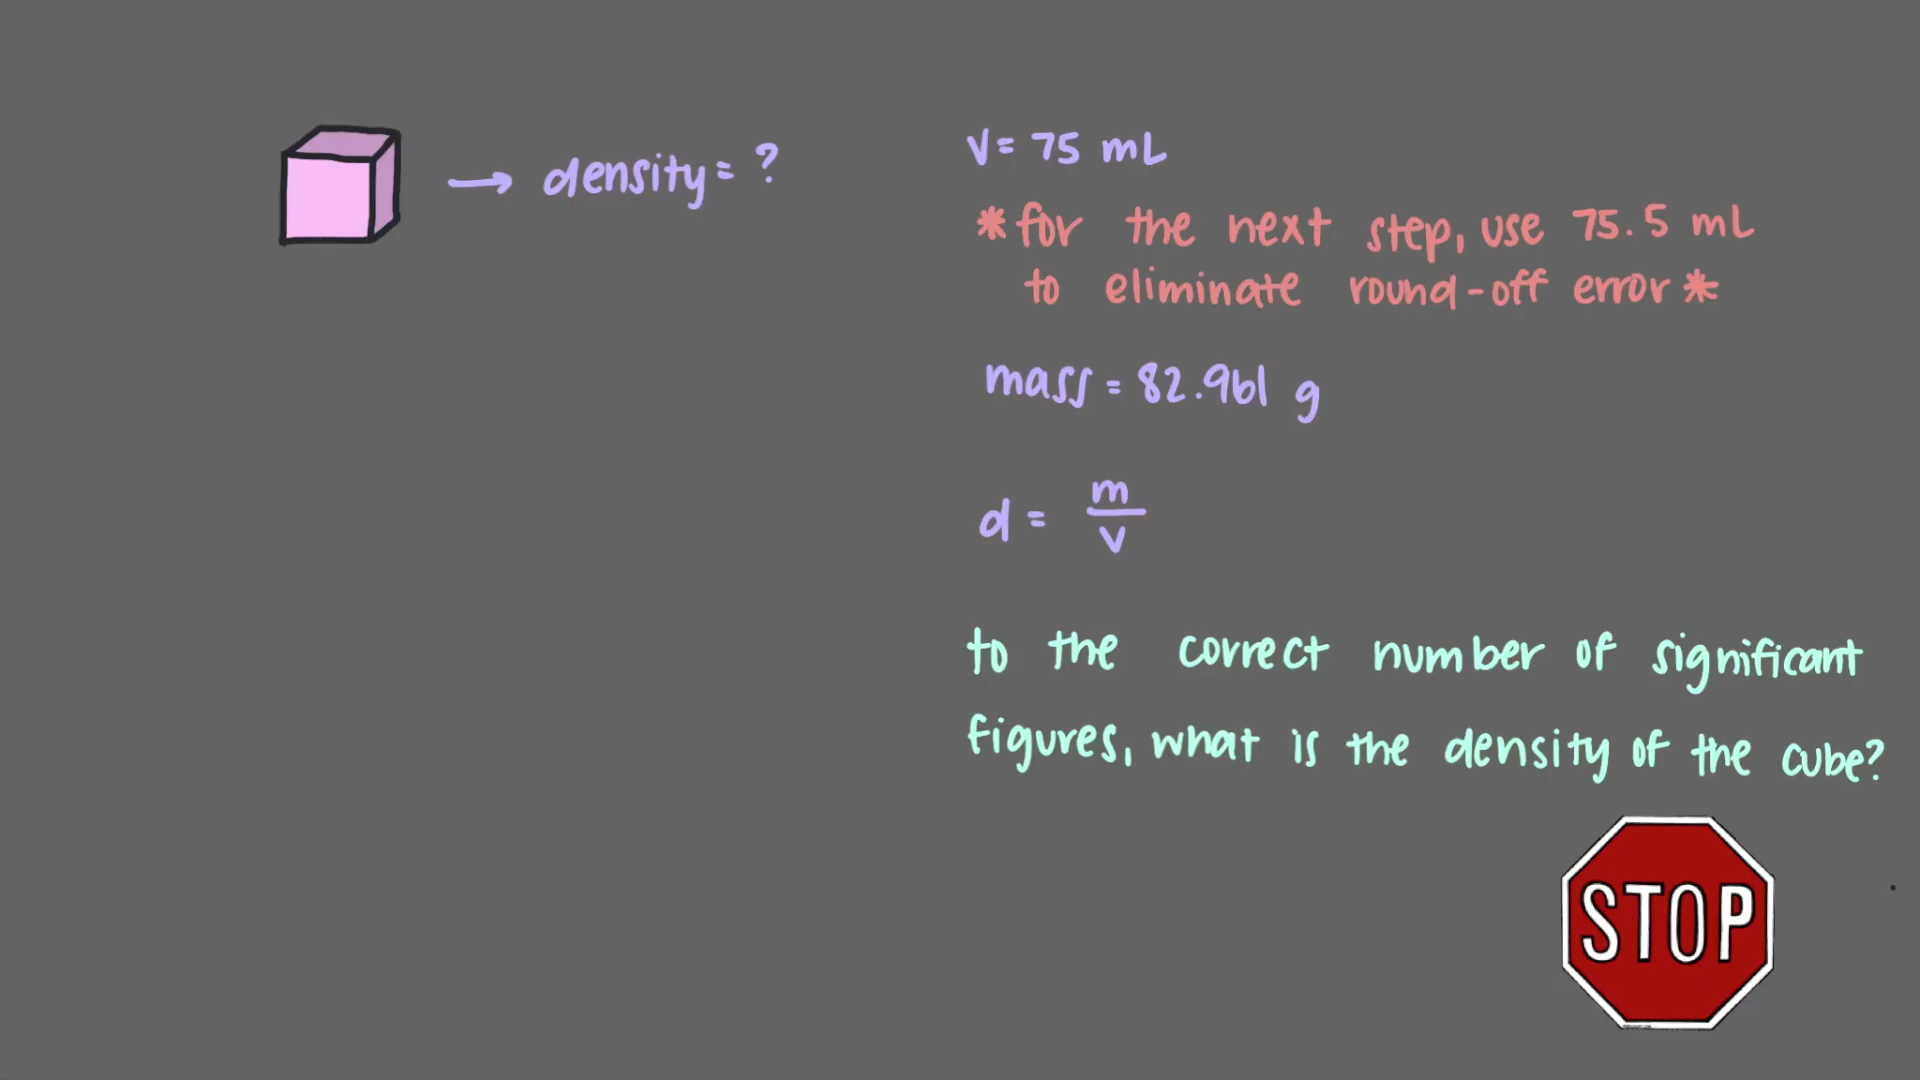 density = ?
V = 75 mL
*for the next step, use 75.5 mL
to eliminate round-off error*
mass = 82.961 g
d = m
V
to the correct number of significant
figures, what is the density of the cube?
STOP